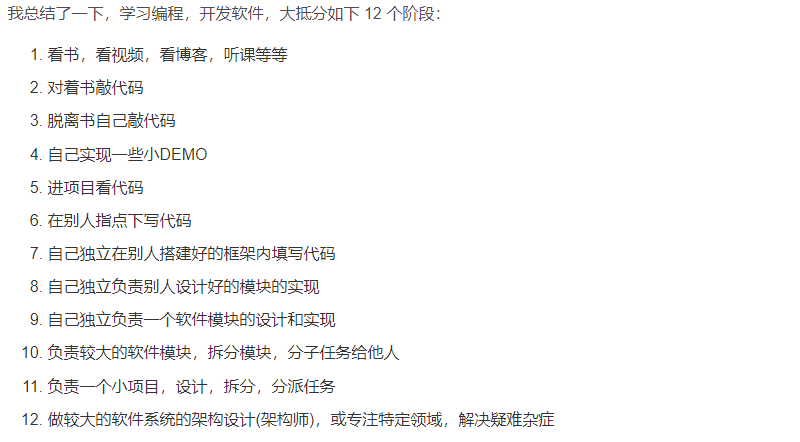 我总结了一下，学习编程，开发软件，大抵分如下 12 个阶段：
1. 看书，看视频，看博客，听课等等
2. 对着书敲代码
3. 脱离书自己敲代码
4. 自己实现一些小DEMO
5. 进项目看代码
6. 在别人指点下写代码
7. 自己独立在别人搭建好的框架内填写代码
8. 自己独立负责别人设计好的模块的实现
9. 自己独立负责一个软件模块的设计和实现
10. 负责较大的软件模块，拆分模块，分子任务给他人
11. 负责一个小项目，设计，拆分，分派任务
12. 做较大的软件系统的架构设计(架构师)，或专注特定领域，解决疑难杂症